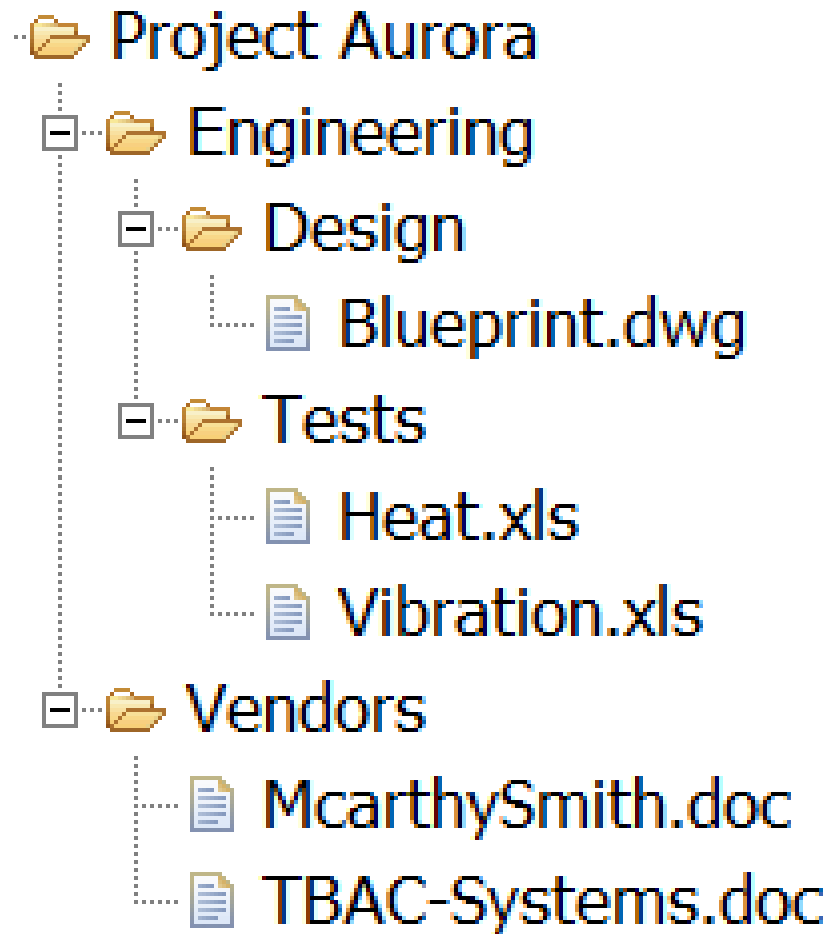 Project Aurora
Engineering
Design
Blueprint.dwg
Tests
Heat.xls
Vibration.xls
Vendors
McarthySmith.doc
TBAC-Systems.doc